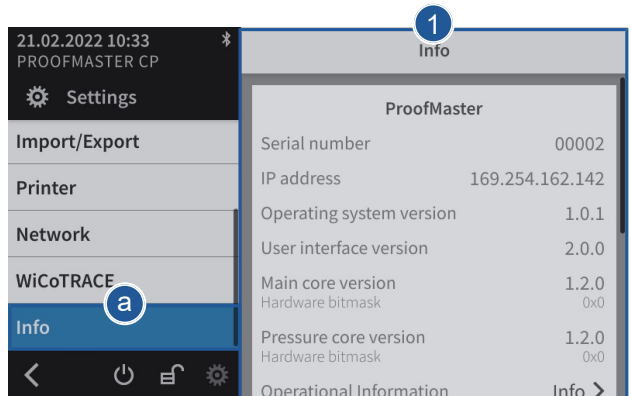 21.02.2022 10:33
PROOFMASTER CP
Settings
Import/Export
Printer
Network
WiCoTRACE
a
Info
1
Info
ProofMaster
Serial number 00002
IP address 169.254.162.142
Operating system version 1.0.1
User interface version 2.0.0
Main core version 1.2.0
Hardware bitmask 0x0
Pressure core version 1.2.0
Hardware bitmask 0x0
Operational Information Info